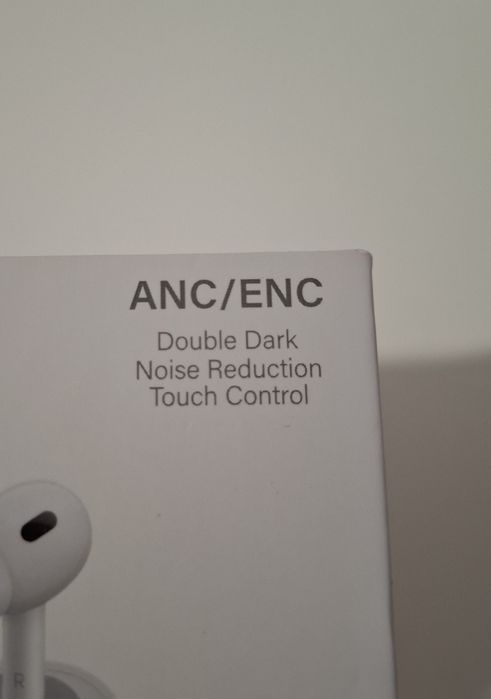 ANC/ENC
Double Dark
Noise Reduction
Touch Control
R